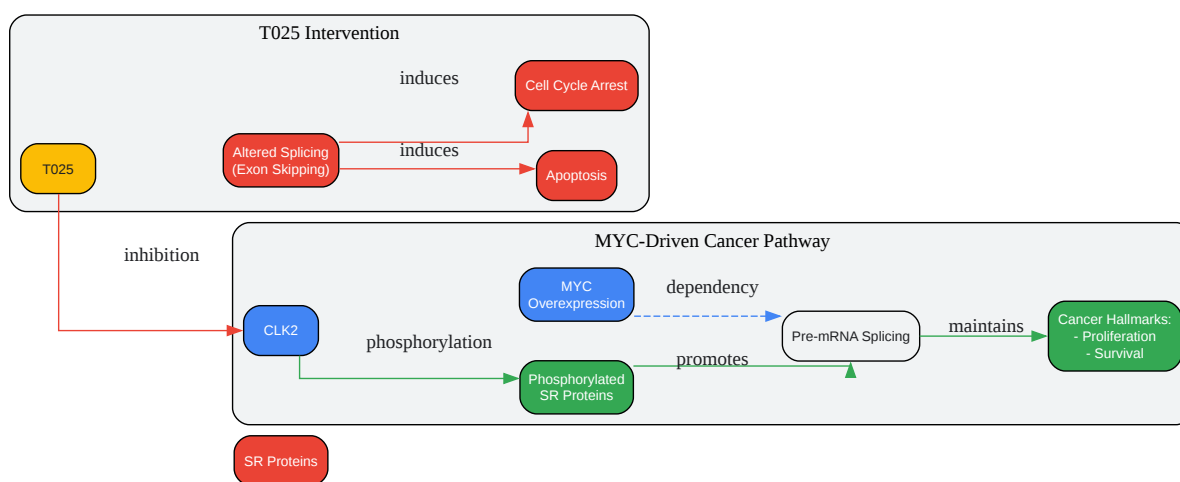 T025 Intervention
induces
Cell Cycle Arrest
T025
Altered Splicing
(Exon Skipping)
induces
Apoptosis
inhibition
MYC-Driven Cancer Pathway
MYC
Overexpression
dependency
CLK2
phosphorylation
Pre-mRNA Splicing
maintains
Cancer Hallmarks:
- Proliferation
- Survival
promotes
Phosphorylated
SR Proteins
SR Proteins